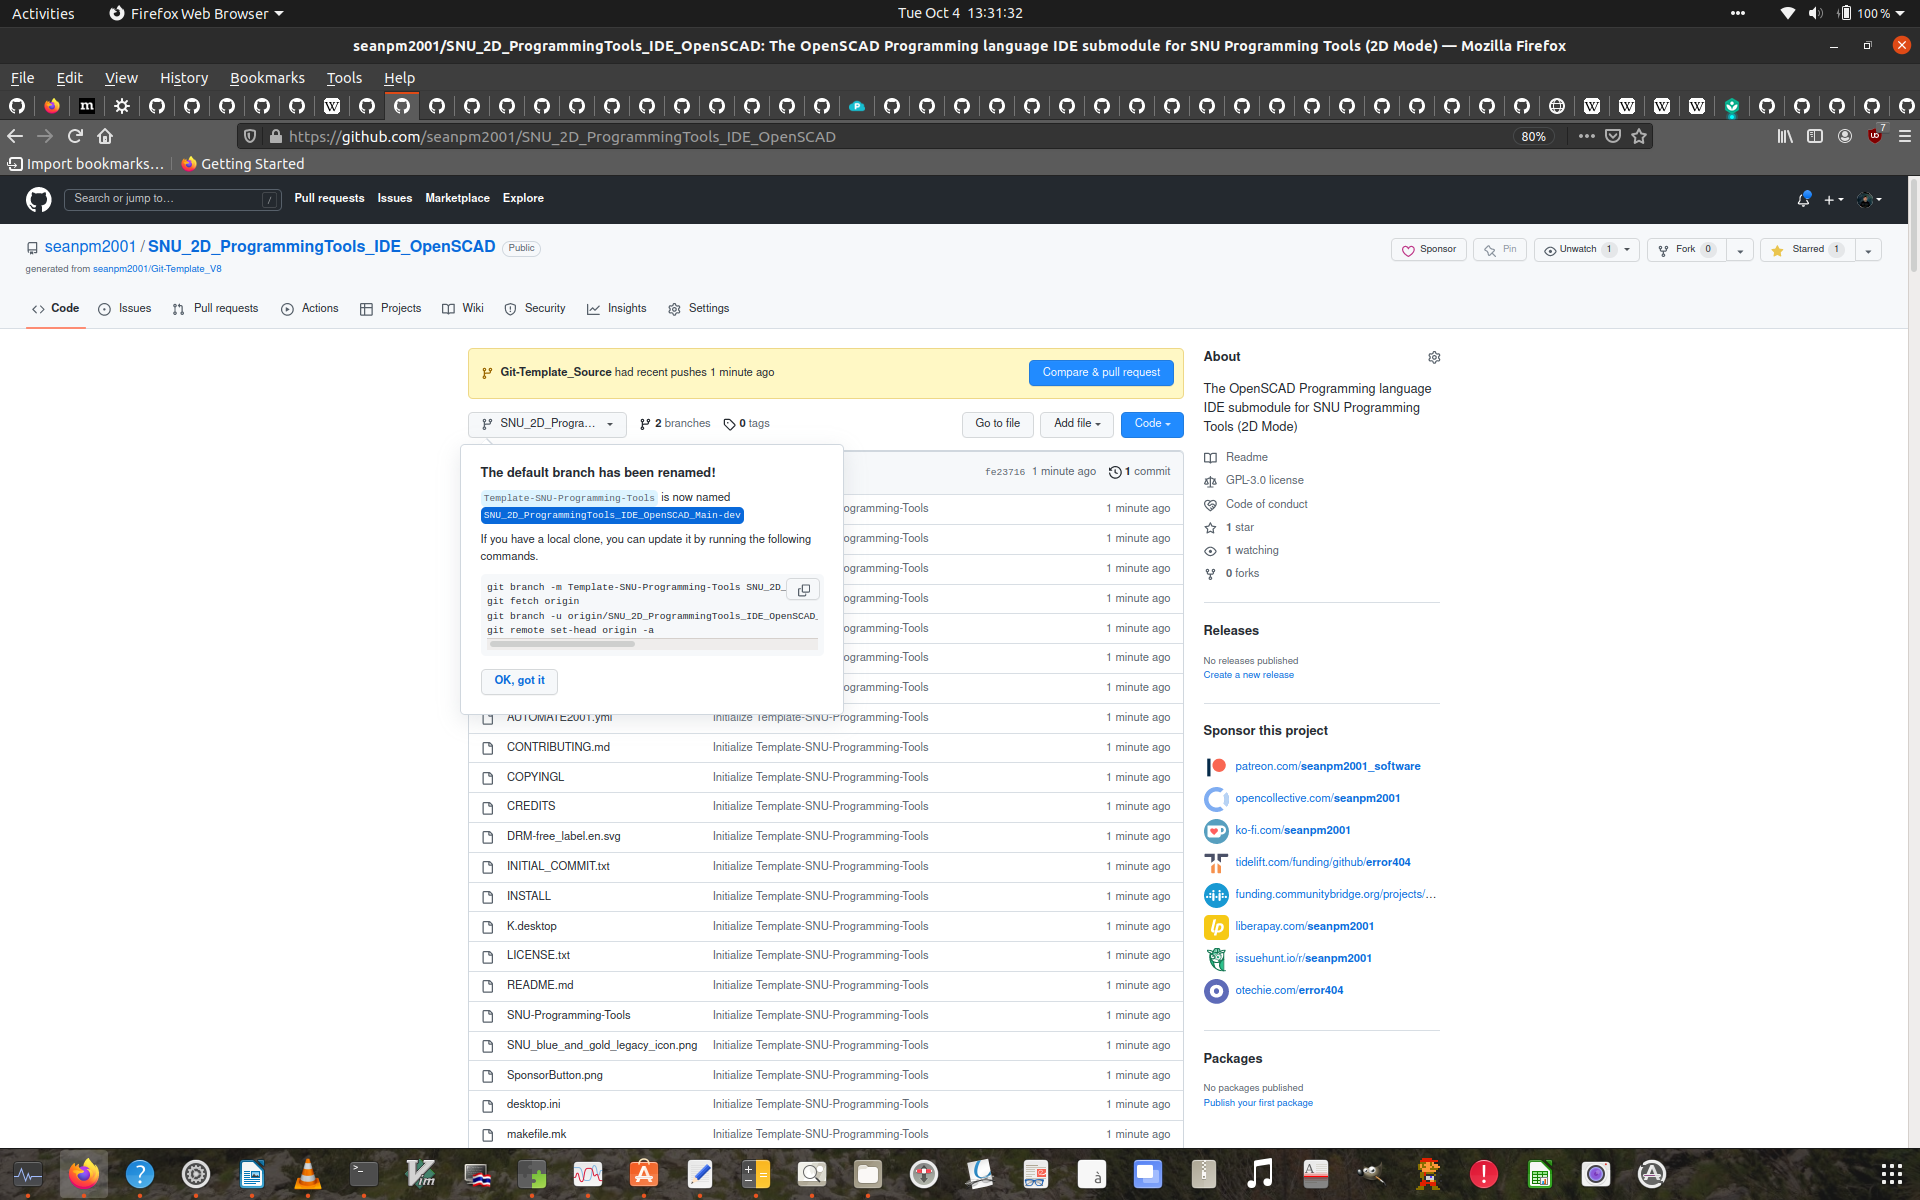 Activities
Firefox Web Browser
Tue Oct 4  13:31:32
100 %
seanpm2001/SNU_2D_ProgrammingTools_IDE_OpenSCAD: The OpenSCAD Programming language IDE submodule for SNU Programming Tools (2D Mode) — Mozilla Firefox
File Edit View History Bookmarks Tools Help
https://github.com/seanpm2001/SNU_2D_ProgrammingTools_IDE_OpenSCAD
80%
7
Import bookmarks…
Getting Started
Search or jump to…
/
Pull requests Issues Marketplace Explore
seanpm2001 / SNU_2D_ProgrammingTools_IDE_OpenSCAD
Public
generated from seanpm2001/Git-Template_V8
Sponsor
Pin
Unwatch 1
Fork 0
Starred 1
Code Issues Pull requests Actions Projects Wiki Security Insights Settings
Git-Template_Source had recent pushes 1 minute ago
Compare & pull request
SNU_2D_Progra…
2 branches
0 tags
Go to file
Add file
Code
The default branch has been renamed!
Template-SNU-Programming-Tools is now named
SNU_2D_ProgrammingTools_IDE_OpenSCAD_Main-dev
If you have a local clone, you can update it by running the following
commands.
git branch -m Template-SNU-Programming-Tools SNU_2D_
git fetch origin
git branch -u origin/SNU_2D_ProgrammingTools_IDE_OpenSCAD_
git remote set-head origin -a
OK, got it
fe23716 1 minute ago 1 commit
ogramming-Tools 1 minute ago
ogramming-Tools 1 minute ago
ogramming-Tools 1 minute ago
ogramming-Tools 1 minute ago
ogramming-Tools 1 minute ago
ogramming-Tools 1 minute ago
ogramming-Tools 1 minute ago
AUTOMATE2001.yml Initialize Template-SNU-Programming-Tools 1 minute ago
CONTRIBUTING.md Initialize Template-SNU-Programming-Tools 1 minute ago
COPYINGL Initialize Template-SNU-Programming-Tools 1 minute ago
CREDITS Initialize Template-SNU-Programming-Tools 1 minute ago
DRM-free_label.en.svg Initialize Template-SNU-Programming-Tools 1 minute ago
INITIAL_COMMIT.txt Initialize Template-SNU-Programming-Tools 1 minute ago
INSTALL Initialize Template-SNU-Programming-Tools 1 minute ago
K.desktop Initialize Template-SNU-Programming-Tools 1 minute ago
LICENSE.txt Initialize Template-SNU-Programming-Tools 1 minute ago
README.md Initialize Template-SNU-Programming-Tools 1 minute ago
SNU-Programming-Tools Initialize Template-SNU-Programming-Tools 1 minute ago
SNU_blue_and_gold_legacy_icon.png Initialize Template-SNU-Programming-Tools 1 minute ago
SponsorButton.png Initialize Template-SNU-Programming-Tools 1 minute ago
desktop.ini Initialize Template-SNU-Programming-Tools 1 minute ago
makefile.mk Initialize Template-SNU-Programming-Tools 1 minute ago
About
The OpenSCAD Programming language
IDE submodule for SNU Programming
Tools (2D Mode)
Readme
GPL-3.0 license
Code of conduct
1 star
1 watching
0 forks
Releases
No releases published
Create a new release
Sponsor this project
patreon.com/seanpm2001_software
opencollective.com/seanpm2001
ko-fi.com/seanpm2001
tidelift.com/funding/github/error404
funding.communitybridge.org/projects/…
liberapay.com/seanpm2001
issuehunt.io/r/seanpm2001
otechie.com/error404
Packages
No packages published
Publish your first package